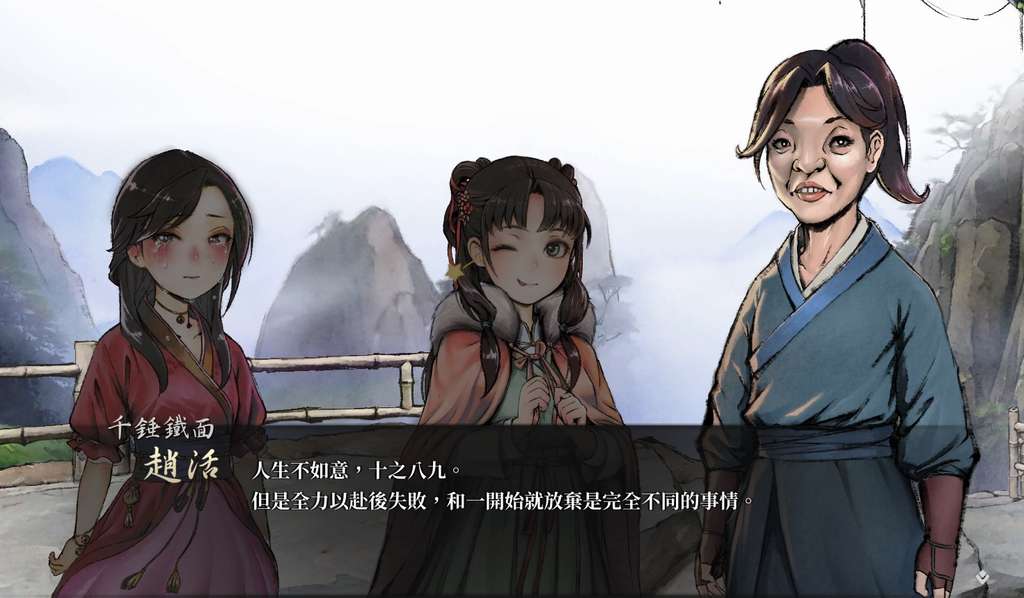 千錘鐵面
趙活
人生不如意，十之八九。
但是全力以赴後失敗，和一開始就放棄是完全不同的事情。